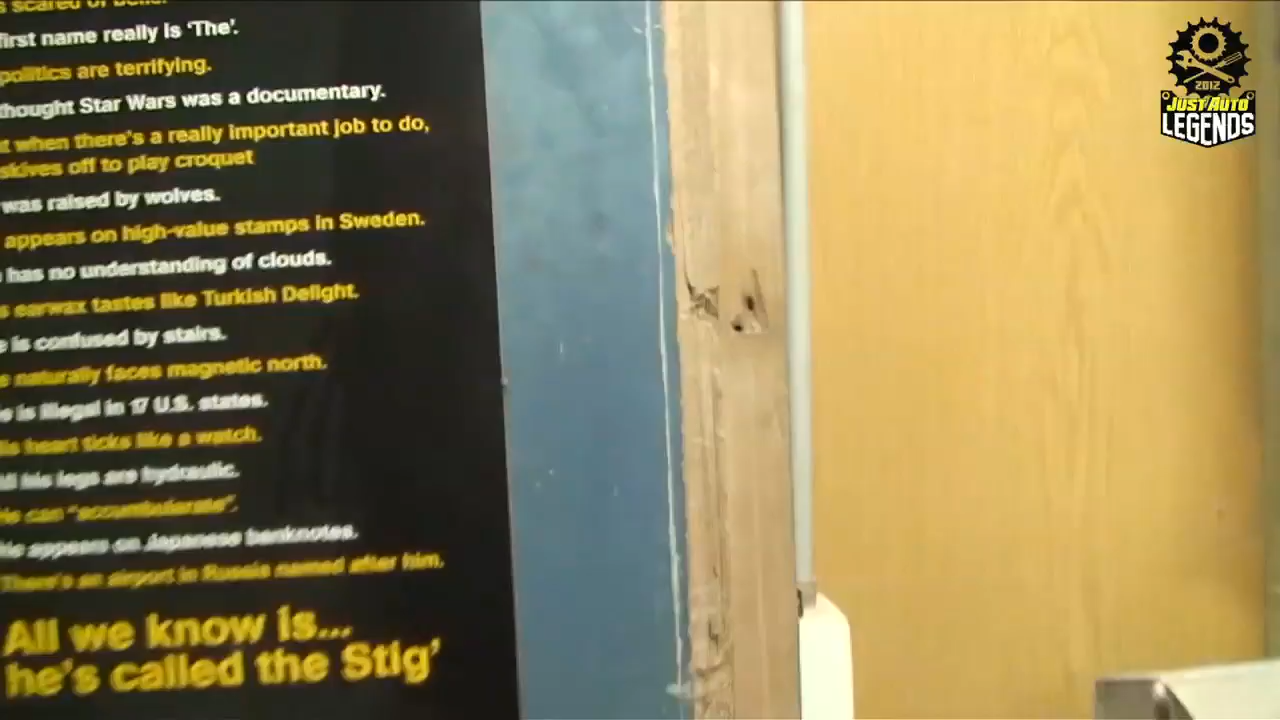 scared of
first name really is 'The'.
politics are terrifying.
thought Star Wars was a documentary.
when there's a really important job to do,
skives off to play croquet
was raised by wolves.
appears on high-value stamps in Sweden.
has no understanding of clouds.
earwax tastes like Turkish Delight.
is confused by stairs.
naturally faces magnetic north.
is illegal in 17 U.S. states.
heart ticks like a watch.
his legs are hydraulic.
He can "accumbulerate".
He appears on Japanese banknotes.
There's an airport in Russia named after him.
All we know is...
he's called the Stig'
2012
JUST AUTO
LEGENDS